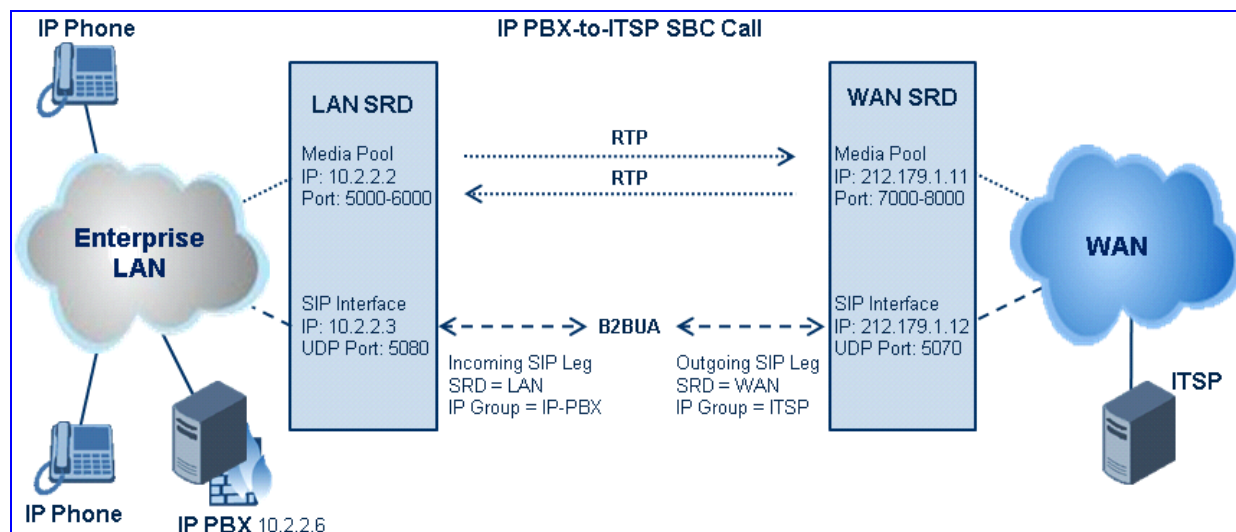 IP Phone
IP PBX-to-ITSP SBC Call
LAN SRD
Media Pool
IP: 10.2.2.2
Port: 5000-6000
SIP Interface
IP: 10.2.2.3
UDP Port: 5080
RTP
RTP
WAN SRD
Media Pool
IP: 212.179.1.11
Port: 7000-8000
SIP Interface
IP: 212.179.1.12
UDP Port: 5070
Enterprise
LAN
WAN
B2BUA
Incoming SIP Leg
SRD = LAN
IP Group = IP-PBX
Outgoing SIP Leg
SRD = WAN
IP Group = ITSP
ITSP
IP Phone
IP PBX 10.2.2.6